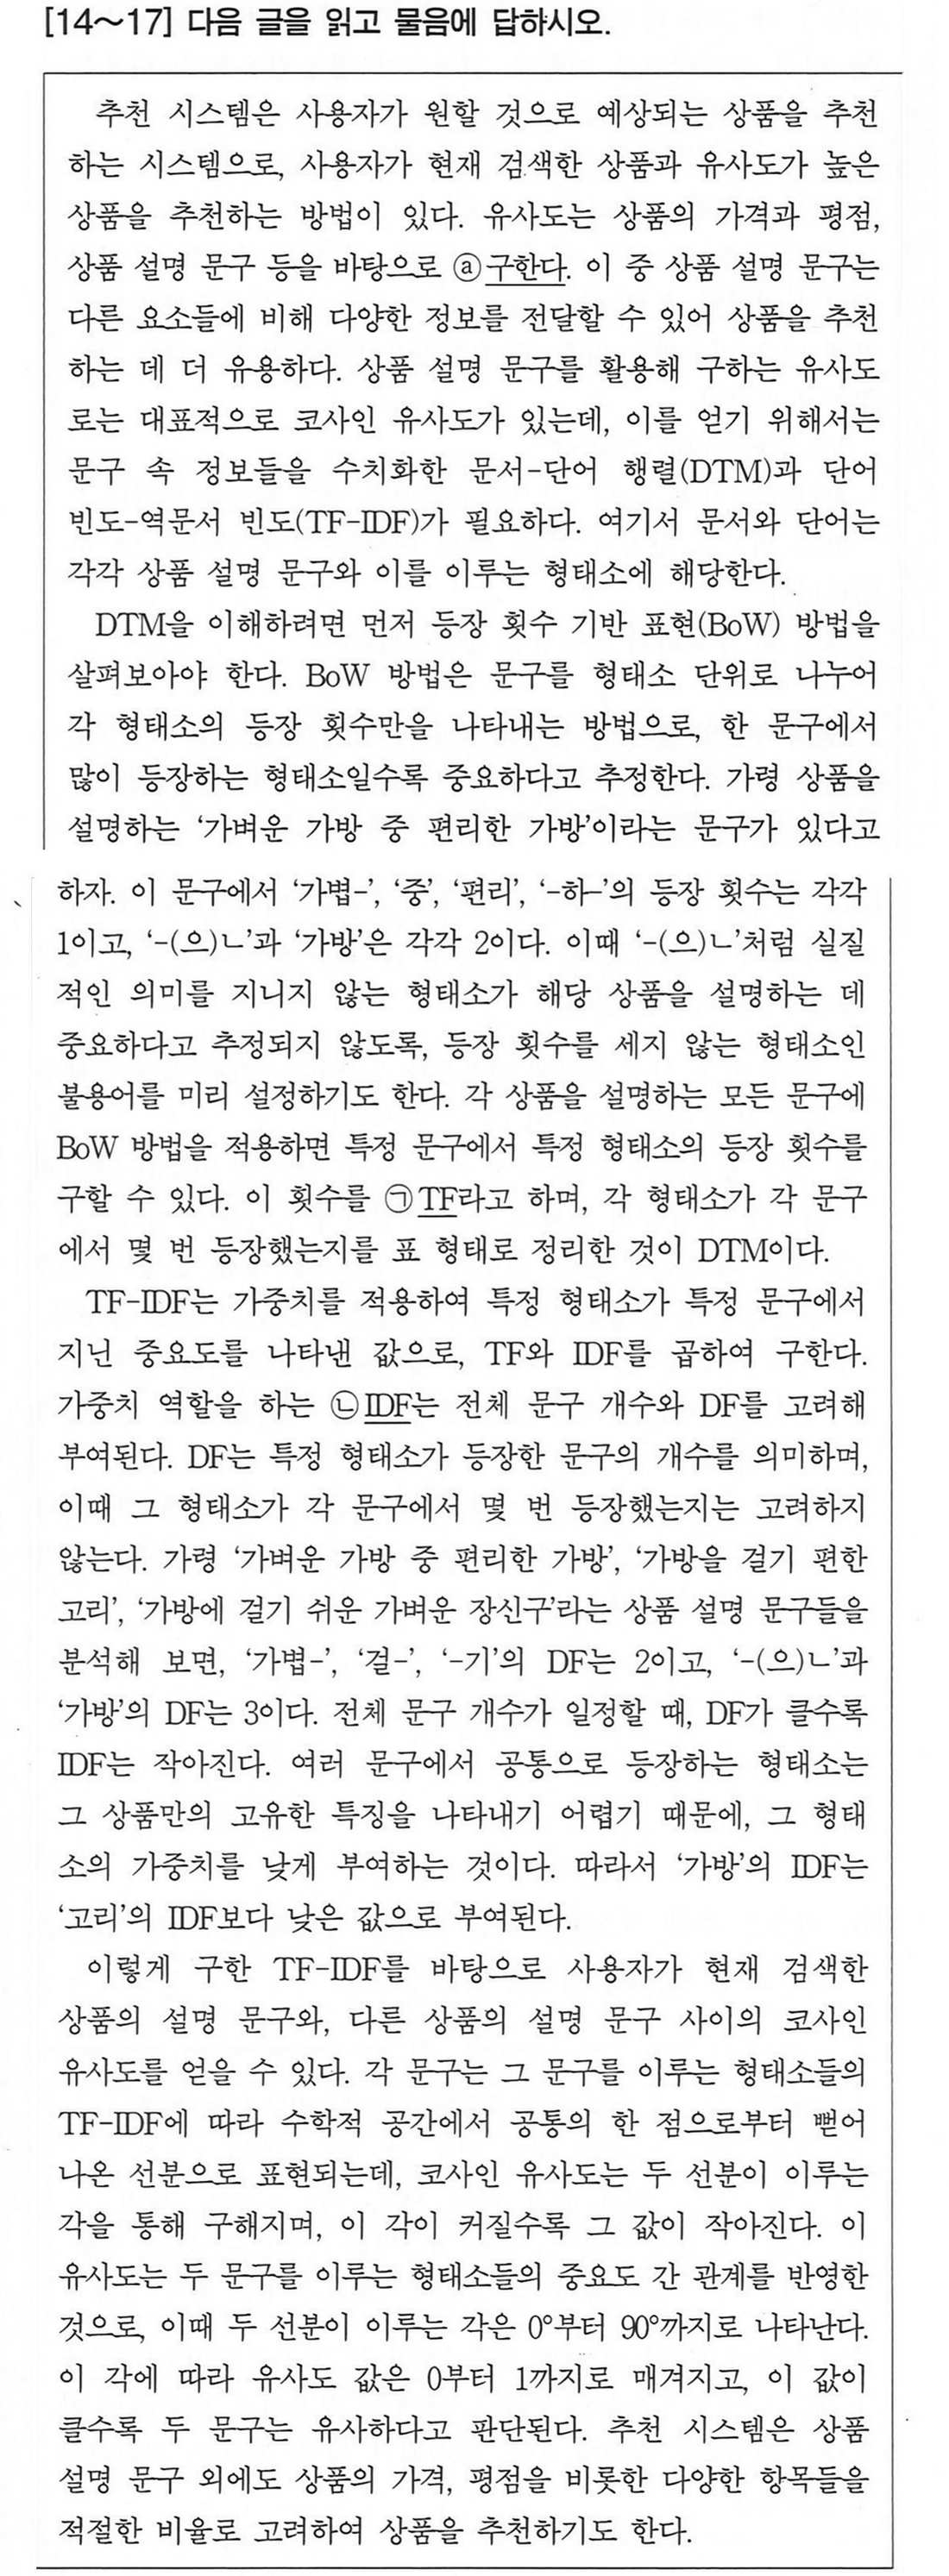 [14～17] 다음 글을 읽고 물음에 답하시오.
추천 시스템은 사용자가 원할 것으로 예상되는 상품을 추천
하는 시스템으로, 사용자가 현재 검색한 상품과 유사도가 높은
상품을 추천하는 방법이 있다. 유사도는 상품의 가격과 평점,
상품 설명 문구 등을 바탕으로 ⓐ구한다. 이 중 상품 설명 문구는
다른 요소들에 비해 다양한 정보를 전달할 수 있어 상품을 추천
하는 데 더 유용하다. 상품 설명 문구를 활용해 구하는 유사도
로는 대표적으로 코사인 유사도가 있는데, 이를 얻기 위해서는
문구 속 정보들을 수치화한 문서-단어 행렬(DTM)과 단어
빈도-역문서 빈도(TF-IDF)가 필요하다. 여기서 문서와 단어는
각각 상품 설명 문구와 이를 이루는 형태소에 해당한다.
DTM을 이해하려면 먼저 등장 횟수 기반 표현(BoW) 방법을
살펴보아야 한다. BoW 방법은 문구를 형태소 단위로 나누어
각 형태소의 등장 횟수만을 나타내는 방법으로, 한 문구에서
많이 등장하는 형태소일수록 중요하다고 추정한다. 가령 상품을
설명하는 ‘가벼운 가방 중 편리한 가방’이라는 문구가 있다고
하자. 이 문구에서 ‘가볍-’, ‘중’, ‘편리’, ‘-하-’의 등장 횟수는 각각
1이고, ‘-(으)ㄴ’과 ‘가방’은 각각 2이다. 이때 ‘-(으)ㄴ’처럼 실질
적인 의미를 지니지 않는 형태소가 해당 상품을 설명하는 데
중요하다고 추정되지 않도록, 등장 횟수를 세지 않는 형태소인
불용어를 미리 설정하기도 한다. 각 상품을 설명하는 모든 문구에
BoW 방법을 적용하면 특정 문구에서 특정 형태소의 등장 횟수를
구할 수 있다. 이 횟수를 ㉠TF라고 하며, 각 형태소가 각 문구
에서 몇 번 등장했는지를 표 형태로 정리한 것이 DTM이다.
TF-IDF는 가중치를 적용하여 특정 형태소가 특정 문구에서
지닌 중요도를 나타낸 값으로, TF와 IDF를 곱하여 구한다.
가중치 역할을 하는 ㉡IDF는 전체 문구 개수와 DF를 고려해
부여된다. DF는 특정 형태소가 등장한 문구의 개수를 의미하며,
이때 그 형태소가 각 문구에서 몇 번 등장했는지는 고려하지
않는다. 가령 ‘가벼운 가방 중 편리한 가방’, ‘가방을 걸기 편한
고리’, ‘가방에 걸기 쉬운 가벼운 장신구’라는 상품 설명 문구들을
분석해 보면, ‘가볍-’, ‘걸-’, ‘-기’의 DF는 2이고, ‘-(으)ㄴ’과
‘가방’의 DF는 3이다. 전체 문구 개수가 일정할 때, DF가 클수록
IDF는 작아진다. 여러 문구에서 공통으로 등장하는 형태소는
그 상품만의 고유한 특징을 나타내기 어렵기 때문에, 그 형태
소의 가중치를 낮게 부여하는 것이다. 따라서 ‘가방’의 IDF는
‘고리’의 IDF보다 낮은 값으로 부여된다.
이렇게 구한 TF-IDF를 바탕으로 사용자가 현재 검색한
상품의 설명 문구와, 다른 상품의 설명 문구 사이의 코사인
유사도를 얻을 수 있다. 각 문구는 그 문구를 이루는 형태소들의
TF-IDF에 따라 수학적 공간에서 공통의 한 점으로부터 뻗어
나온 선분으로 표현되는데, 코사인 유사도는 두 선분이 이루는
각을 통해 구해지며, 이 각이 커질수록 그 값이 작아진다. 이
유사도는 두 문구를 이루는 형태소들의 중요도 간 관계를 반영한
것으로, 이때 두 선분이 이루는 각은 0°부터 90°까지로 나타난다.
이 각에 따라 유사도 값은 0부터 1까지로 매겨지고, 이 값이
클수록 두 문구는 유사하다고 판단된다. 추천 시스템은 상품
설명 문구 외에도 상품의 가격, 평점을 비롯한 다양한 항목들을
적절한 비율로 고려하여 상품을 추천하기도 한다.